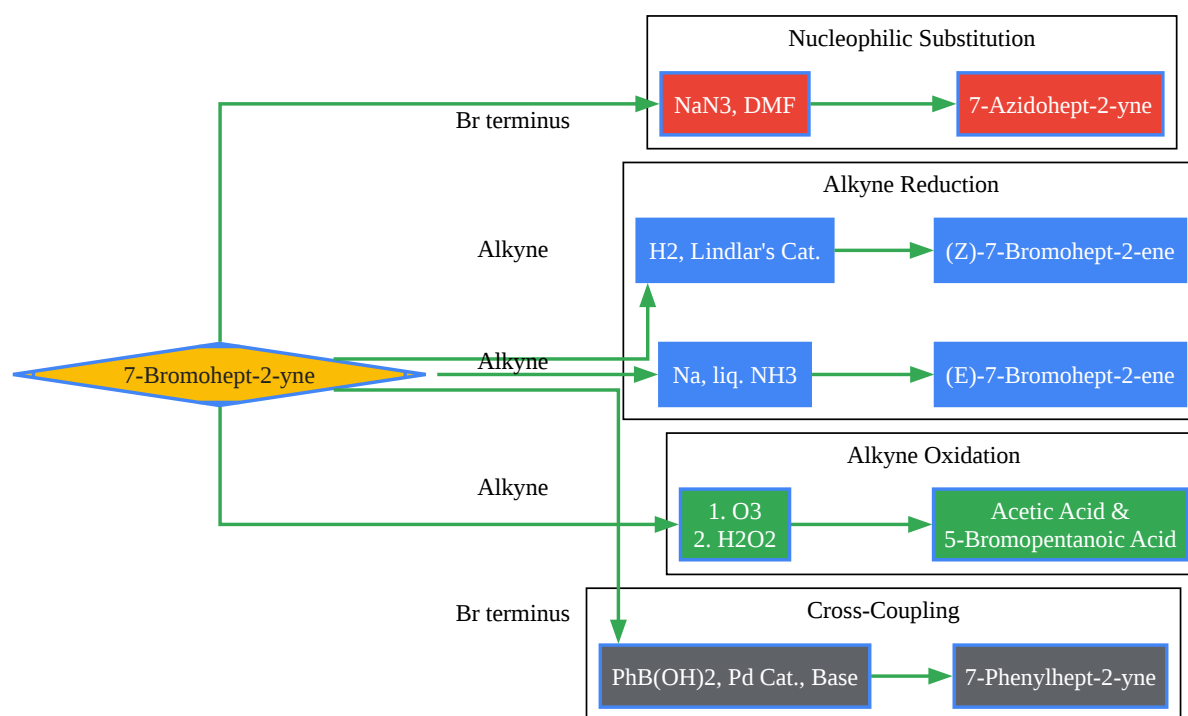 Nucleophilic Substitution
Br terminus
NaN3, DMF
7-Azidohept-2-yne
Alkyne Reduction
Alkyne
H2, Lindlar's Cat.
(Z)-7-Bromohept-2-ene
7-Bromohept-2-yne
Alkyne
Na, liq. NH3
(E)-7-Bromohept-2-ene
Alkyne Oxidation
Alkyne
1. O3
2. H2O2
Acetic Acid &
5-Bromopentanoic Acid
Cross-Coupling
Br terminus
PhB(OH)2, Pd Cat., Base
7-Phenylhept-2-yne